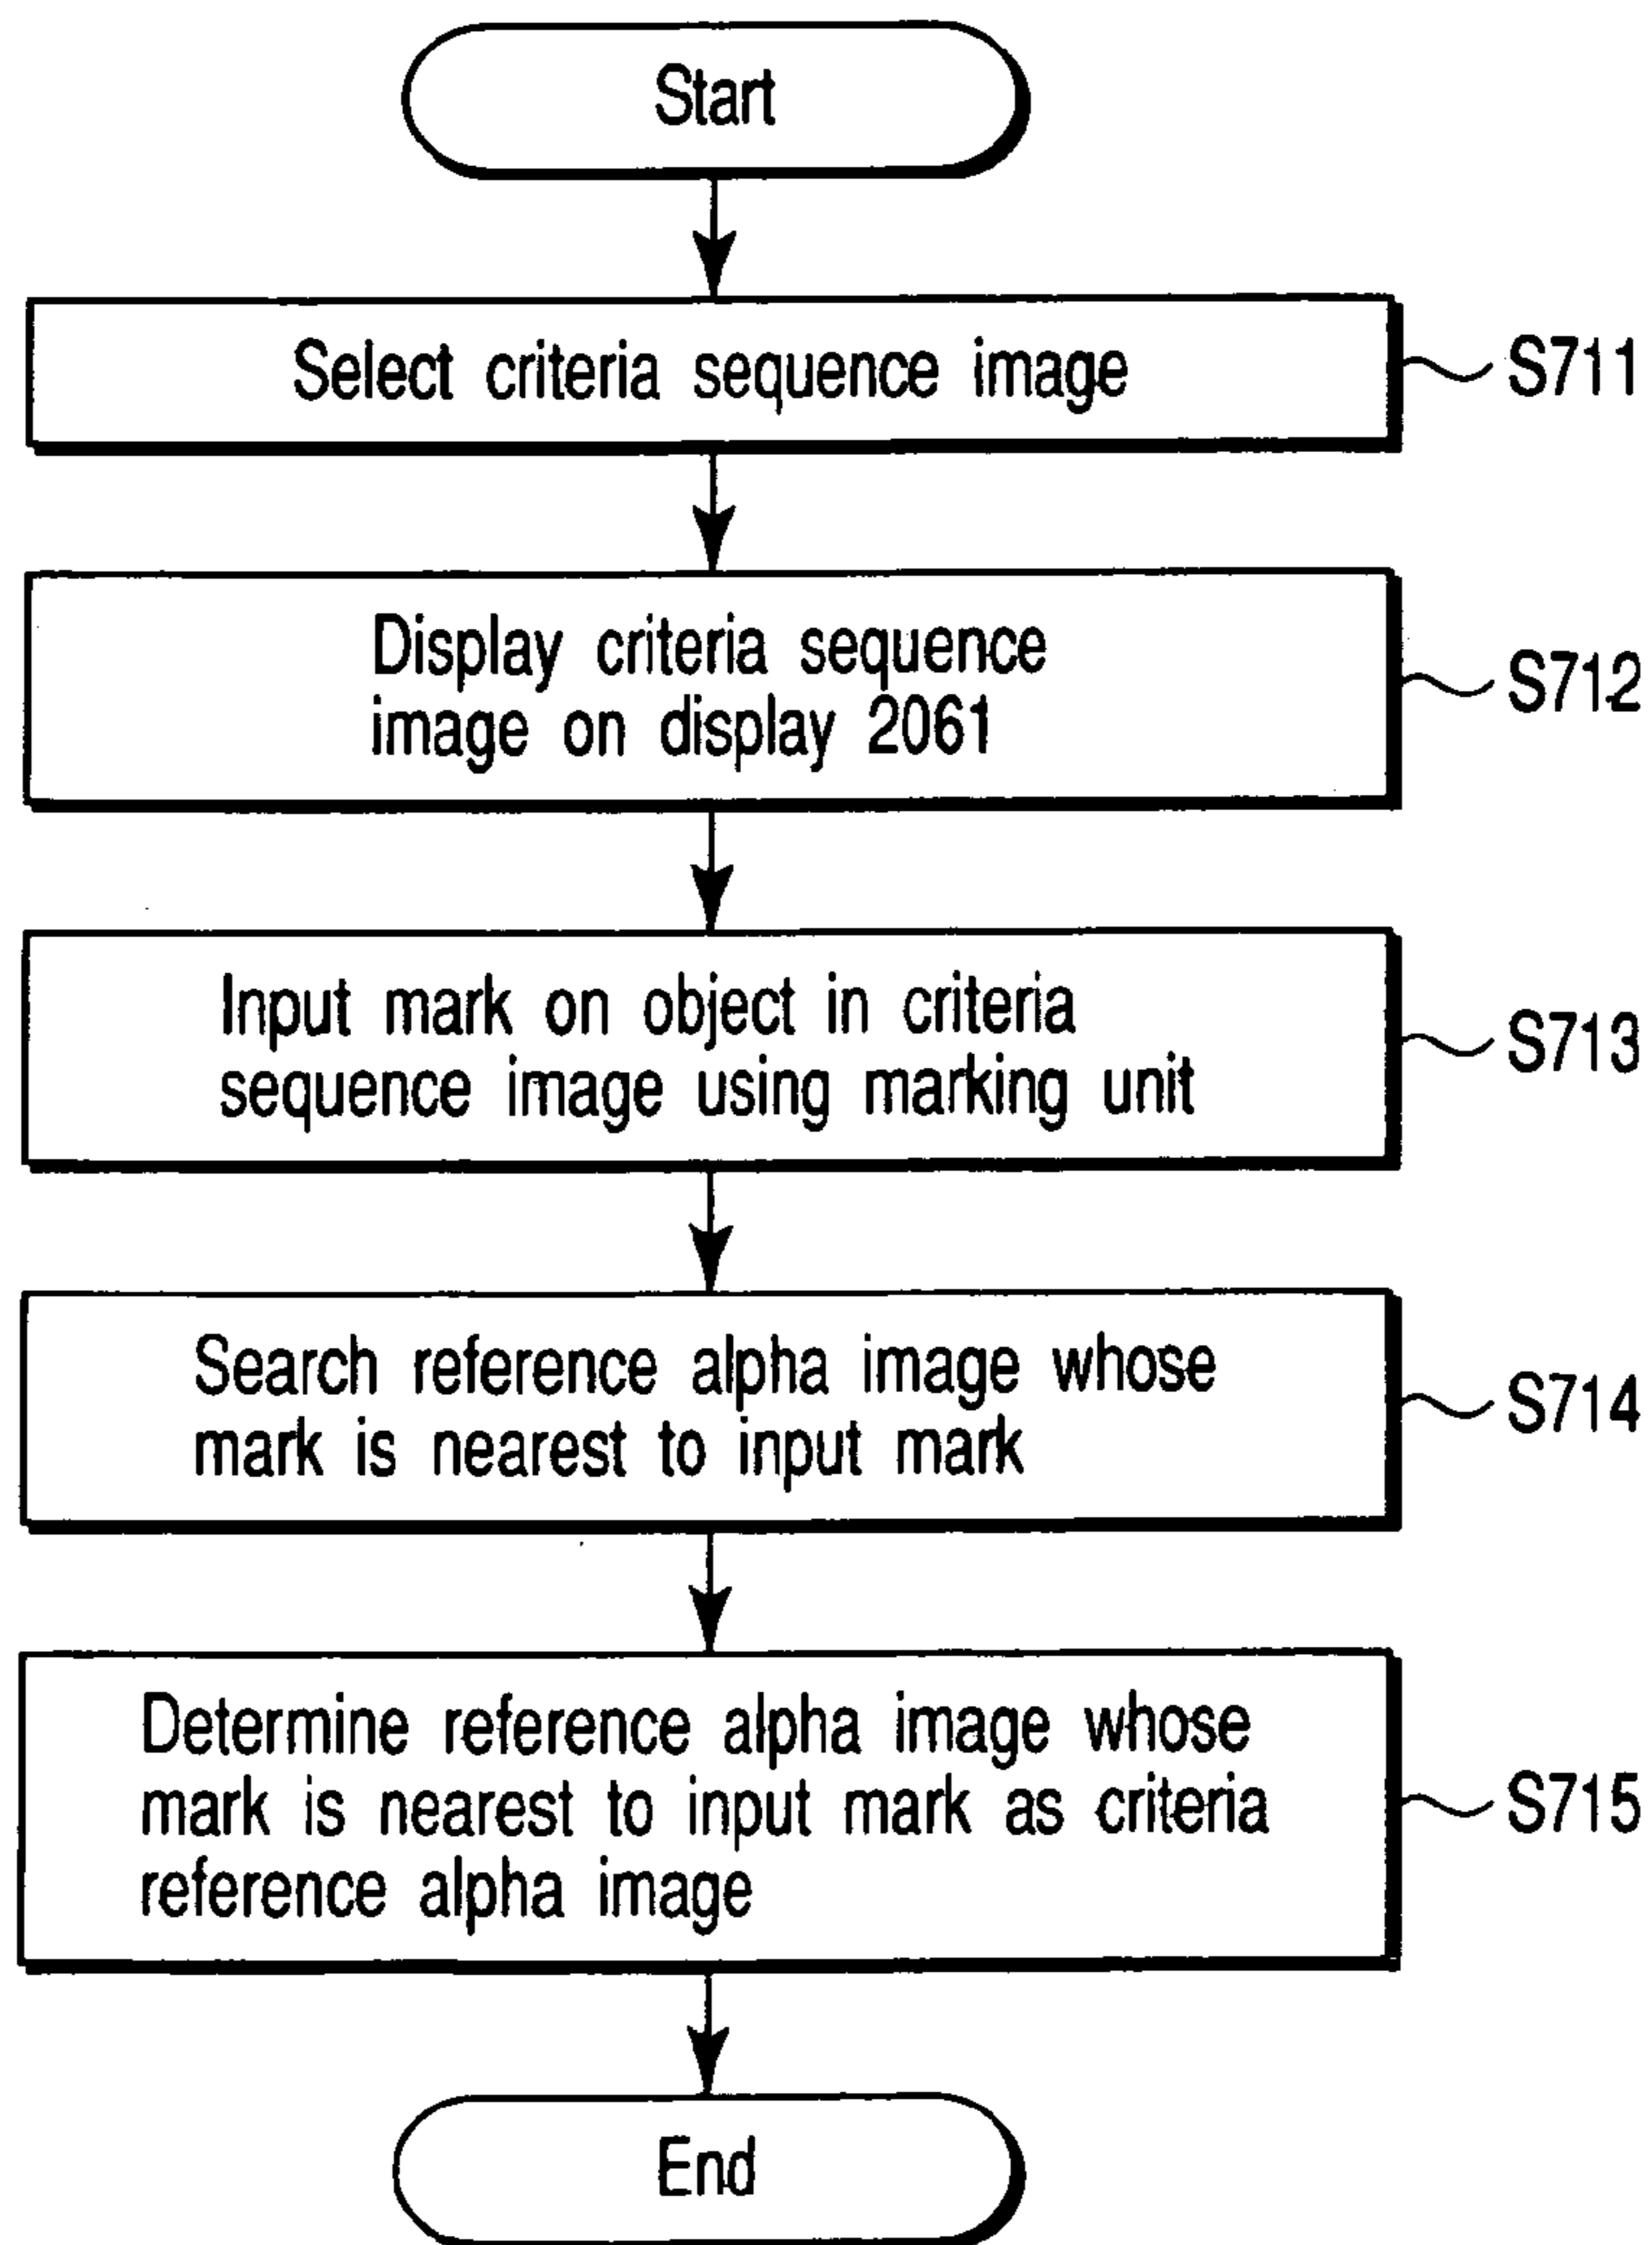 Start
Select criteria sequence image
S711
Display criteria sequence
image on display 2061
S712
Input mark on object in criteria
sequence image using marking unit
S713
Search reference alpha image whose
mark is nearest to input mark
S714
Determine reference alpha image whose
mark is nearest to input mark as criteria
reference alpha image
S715
End